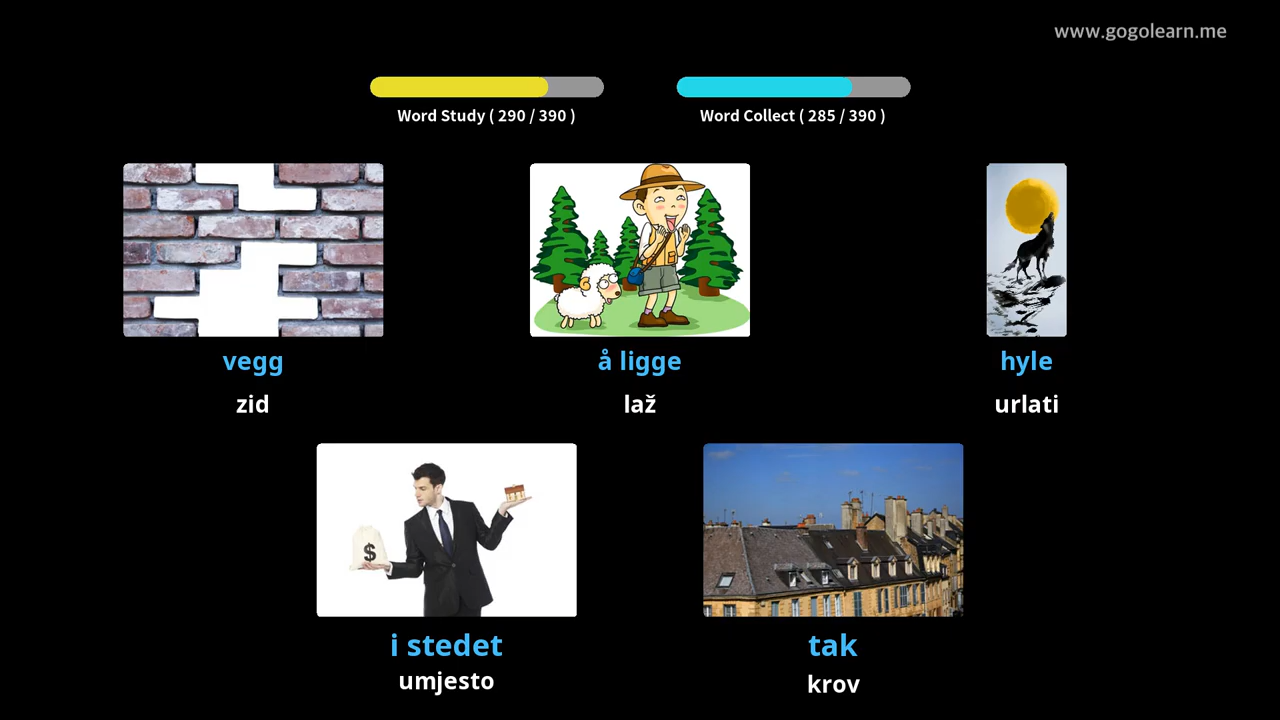 www.gogolearn.me
Word Study ( 290 / 390 )
Word Collect ( 285 / 390 )
vegg
å ligge
hyle
zid
laž
urlati
$
i stedet
tak
umjesto
krov